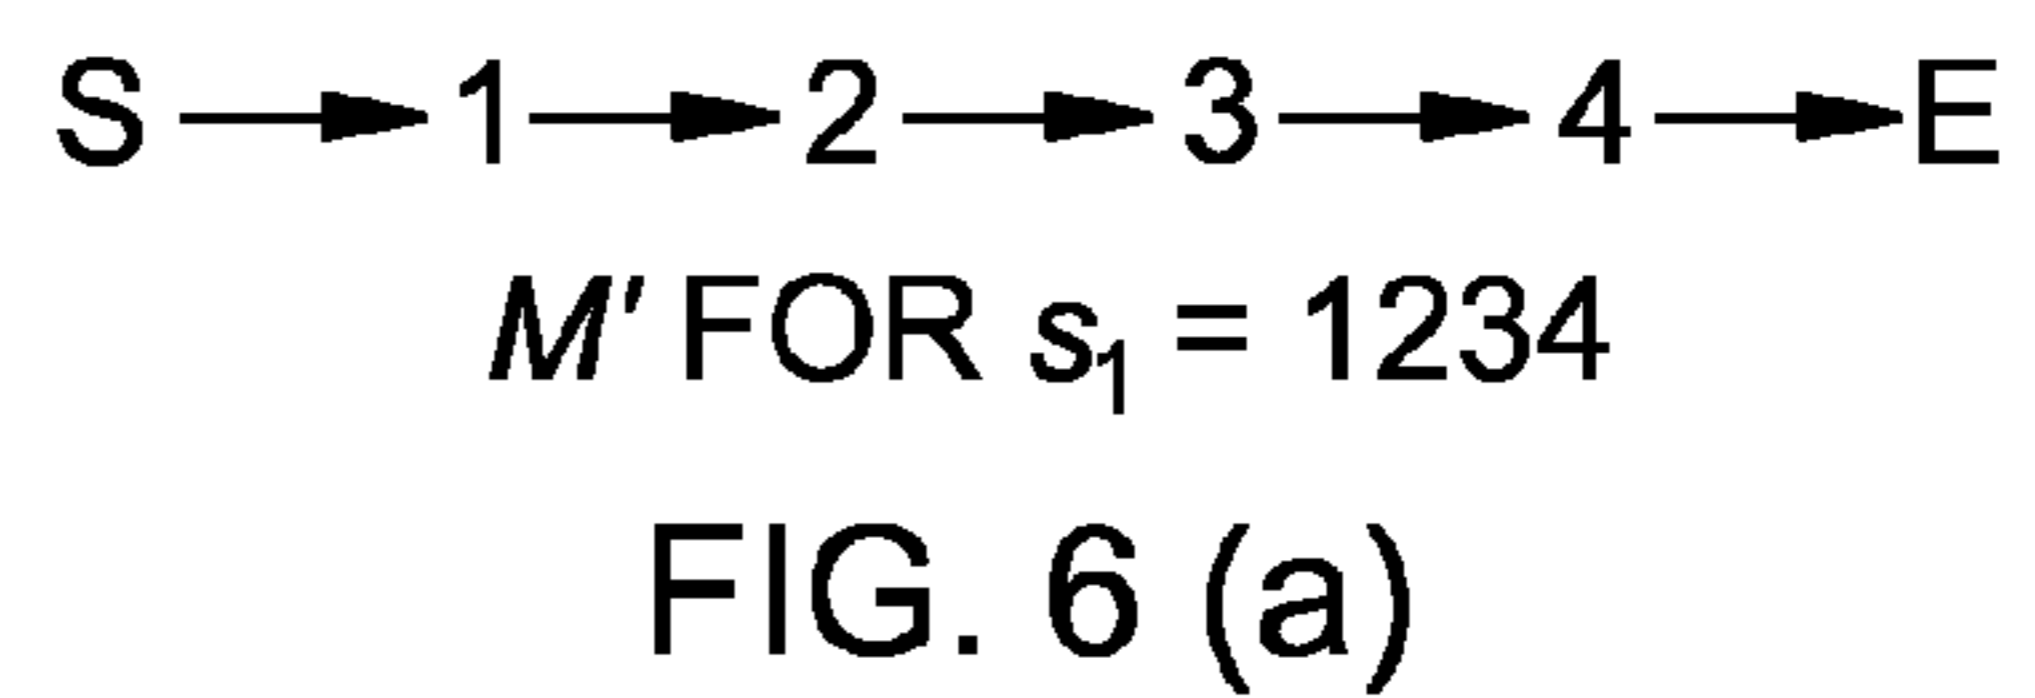 S → 1 → 2 → 3 → 4 → E
M' FOR s₁ = 1234
FIG. 6 (a)